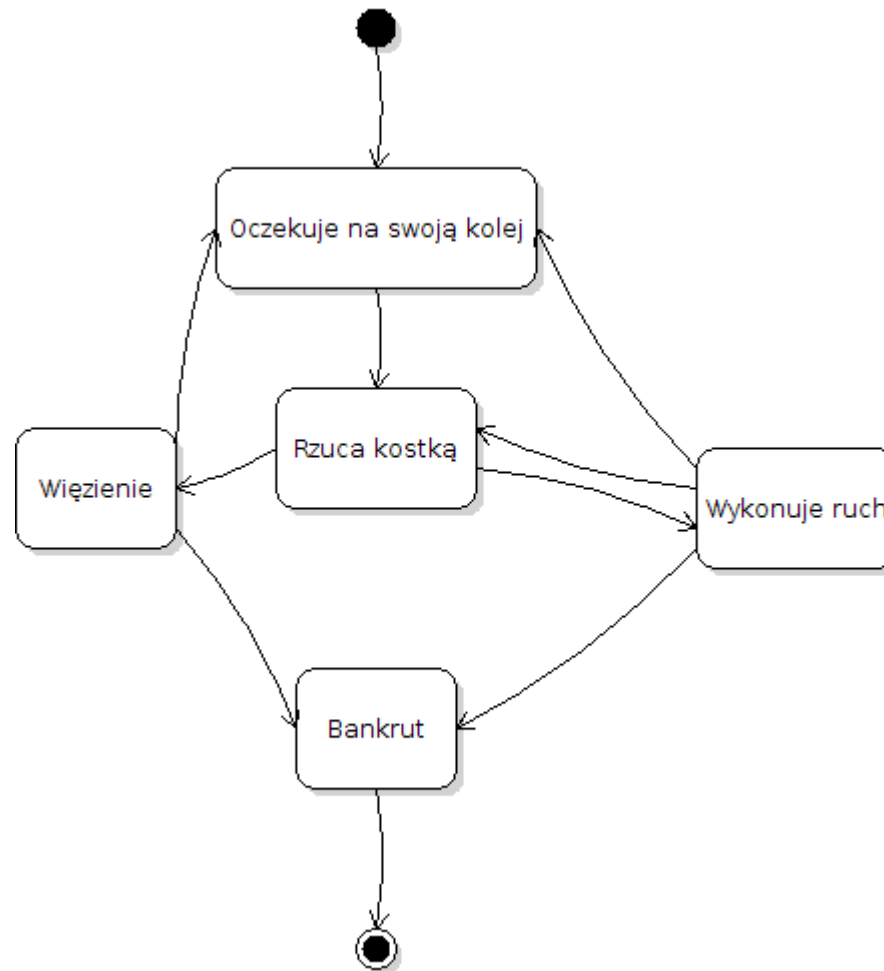 Oczekuje na swoją kolej
Rzuca kostką
Więzienie
Wykonuje ruch
Bankrut